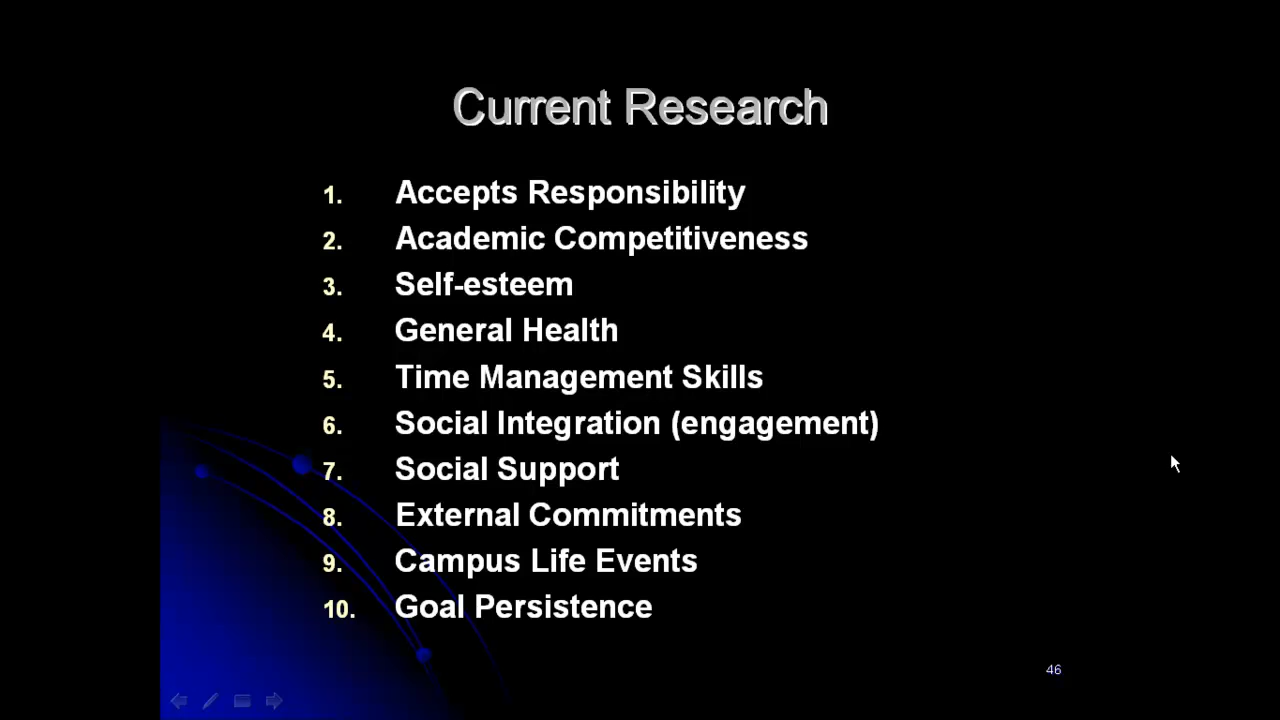 Current Research
1. Accepts Responsibility
2. Academic Competitiveness
3. Self-esteem
4. General Health
5. Time Management Skills
6. Social Integration (engagement)
7. Social Support
8. External Commitments
9. Campus Life Events
10. Goal Persistence
46